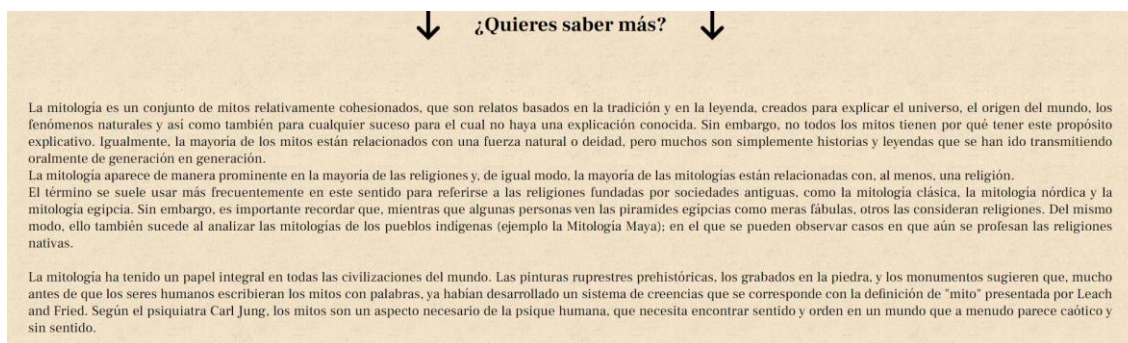 ¿Quieres saber más?
La mitología es un conjunto de mitos relativamente cohesionados, que son relatos basados en la tradición y en la leyenda, creados para explicar el universo, el origen del mundo, los
fenómenos naturales y así como también para cualquier suceso para el cual no haya una explicación conocida. Sin embargo, no todos los mitos tienen por qué tener este propósito
explicativo. Igualmente, la mayoría de los mitos están relacionados con una fuerza natural o deidad, pero muchos son simplemente historias y leyendas que se han ido transmitiendo
oralmente de generación en generación.
La mitología aparece de manera prominente en la mayoría de las religiones y, de igual modo, la mayoría de las mitologías están relacionadas con, al menos, una religión.
El término se suele usar más frecuentemente en este sentido para referirse a las religiones fundadas por sociedades antiguas, como la mitología clásica, la mitología nórdica y la
mitología egipcia. Sin embargo, es importante recordar que, mientras que algunas personas ven las piramides egipcias como meras fábulas, otros las consideran religiones. Del mismo
modo, ello también sucede al analizar las mitologías de los pueblos indígenas (ejemplo la Mitología Maya); en el que se pueden observar casos en que aún se profesan las religiones
nativas.
La mitología ha tenido un papel integral en todas las civilizaciones del mundo. Las pinturas ruprestres prehistóricas, los grabados en la piedra, y los monumentos sugieren que, mucho
antes de que los seres humanos escribieran los mitos con palabras, ya habían desarrollado un sistema de creencias que se corresponde con la definición de "mito" presentada por Leach
and Fried. Según el psiquiatra Carl Jung, los mitos son un aspecto necesario de la psique humana, que necesita encontrar sentido y orden en un mundo que a menudo parece caótico y
sin sentido.